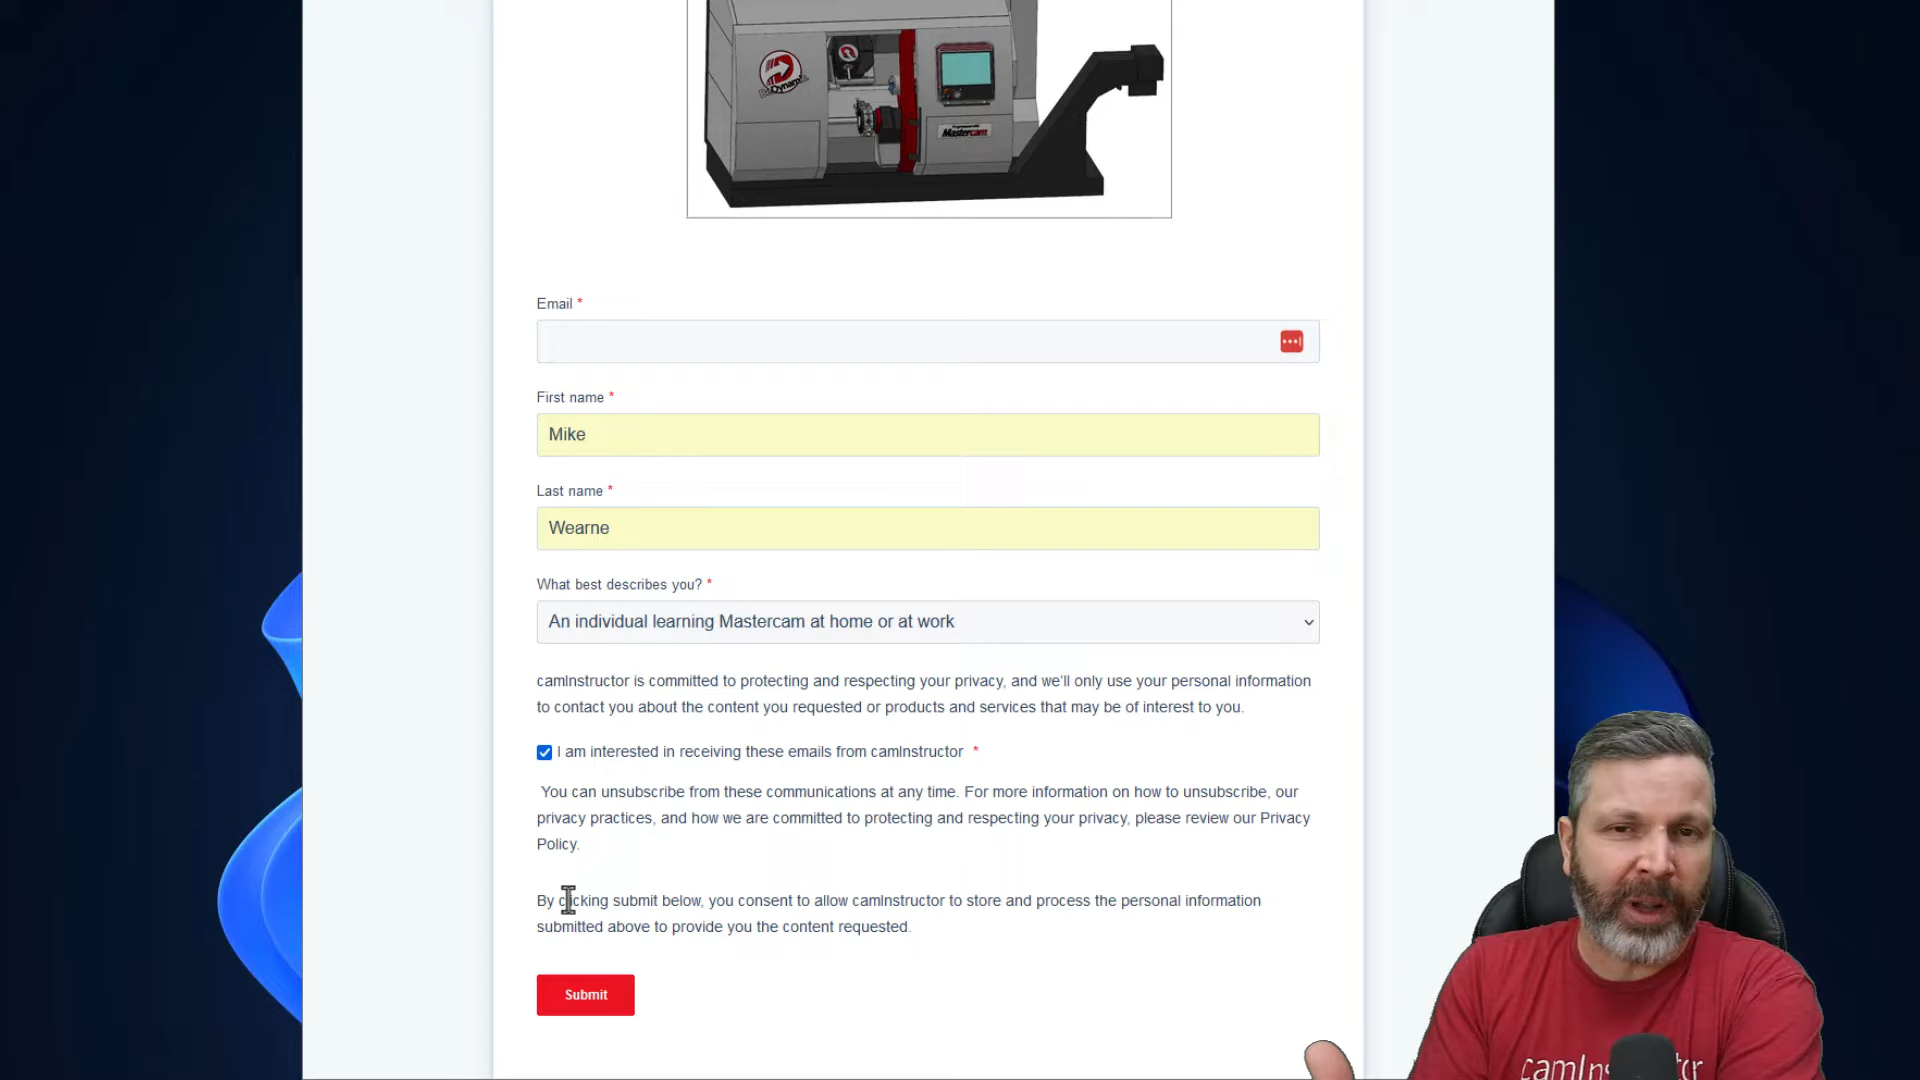 Mastercam
Email *
First name *
Mike
Last name *
Wearne
What best describes you? *
An individual learning Mastercam at home or at work
camInstructor is committed to protecting and respecting your privacy, and we'll only use your personal information
to contact you about the content you requested or products and services that may be of interest to you.
I am interested in receiving these emails from camInstructor *
You can unsubscribe from these communications at any time. For more information on how to unsubscribe, our
privacy practices, and how we are committed to protecting and respecting your privacy, please review our Privacy
Policy.
By clicking submit below, you consent to allow camInstructor to store and process the personal information
submitted above to provide you the content requested.
Submit